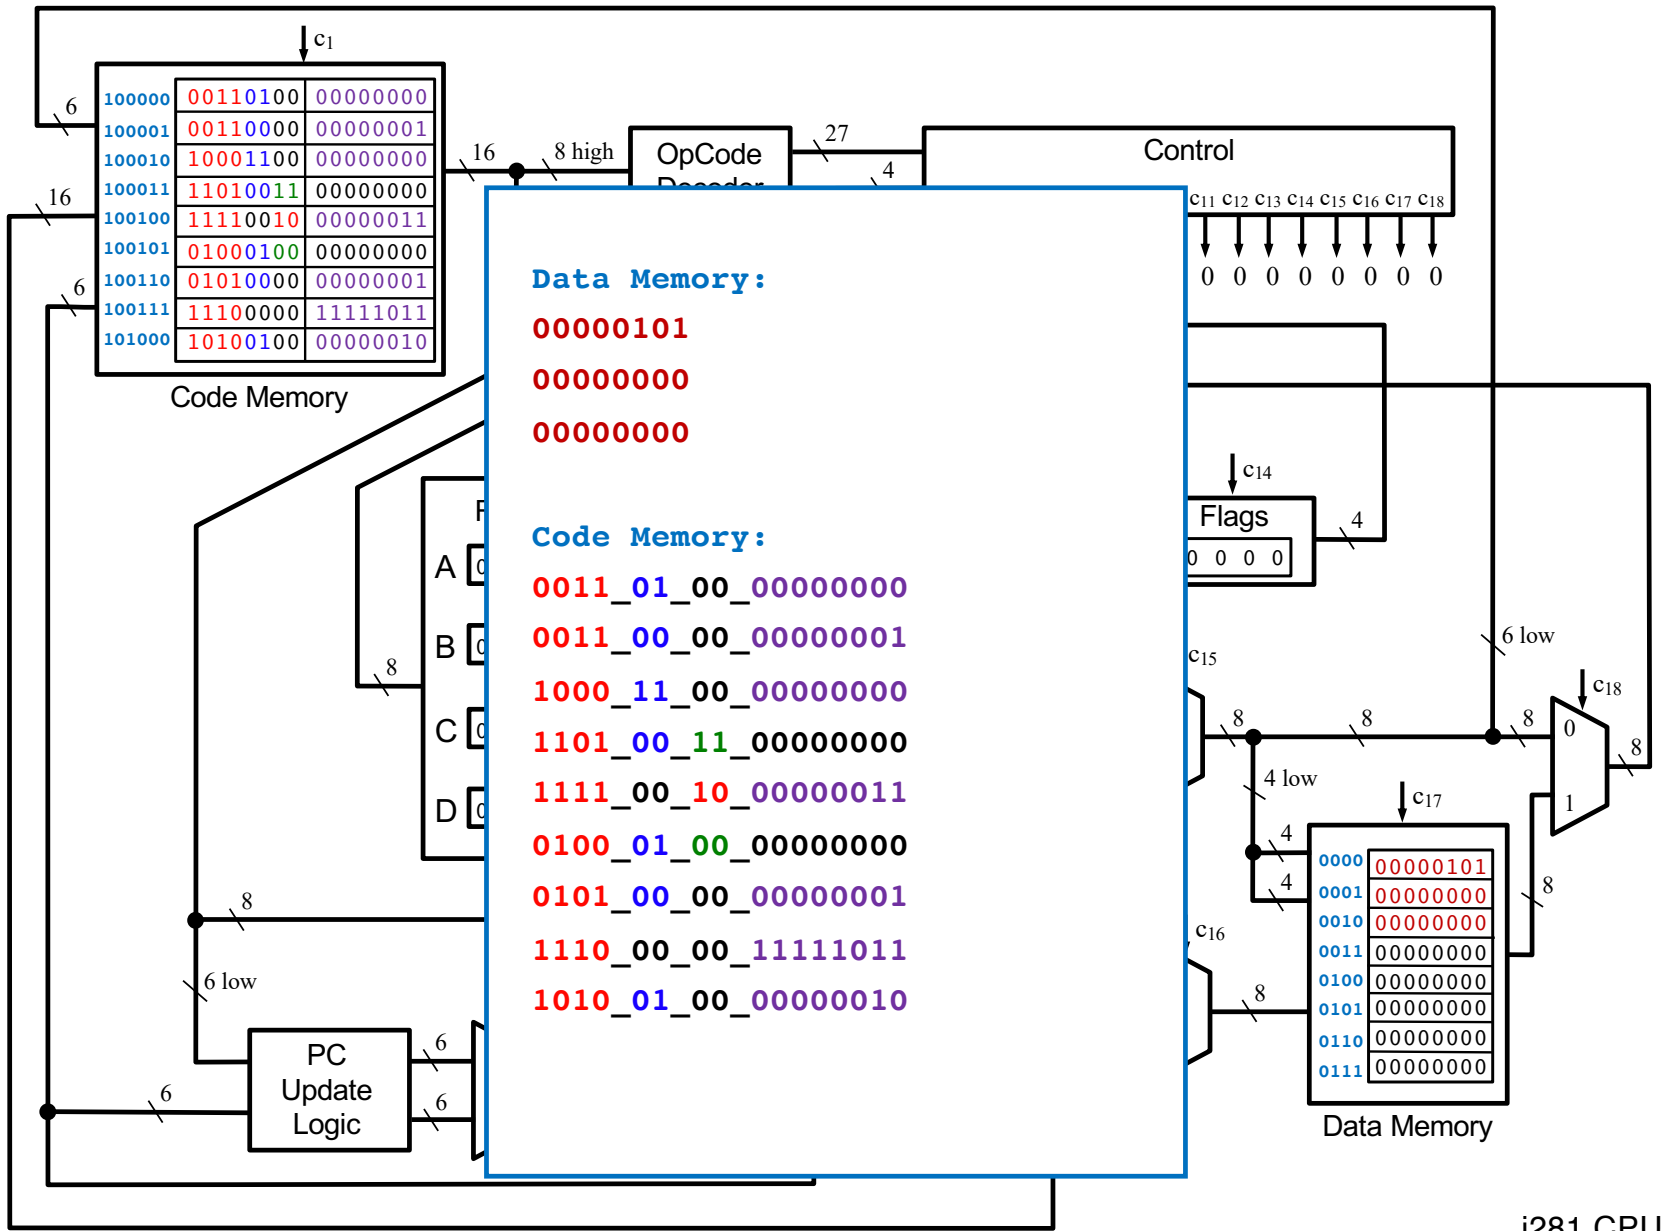 c1
100000 00110100 00000000
100001 00110000 00000001
100010 10001100 00000000
100011 11010011 00000000
100100 11110010 00000011
100101 01000100 00000000
100110 01010000 00000001
100111 11100000 11111011
101000 10100100 00000010
Code Memory
6
16
6
16
8 high
OpCode
27
4
Control
c11 c12 c13 c14 c15 c16 c17 c18
0 0 0 0 0 0 0 0
Data Memory:
00000101
00000000
00000000
Code Memory:
0011_01_00_00000000
0011_00_00_00000001
1000_11_00_00000000
1101_00_11_00000000
1111_00_10_00000011
0100_01_00_00000000
0101_00_00_00000001
1110_00_00_11111011
1010_01_00_00000010
A
B
C
D
8
8
6 low
PC
Update
Logic
6
6
6
c14
Flags
0 0 0 0
4
c15
8
8
6 low
8
c18
0
1
8
4 low
4
4
c17
0000 00000101
0001 00000000
0010 00000000
0011 00000000
0100 00000000
0101 00000000
0110 00000000
0111 00000000
Data Memory
8
c16
8
i281 CPU